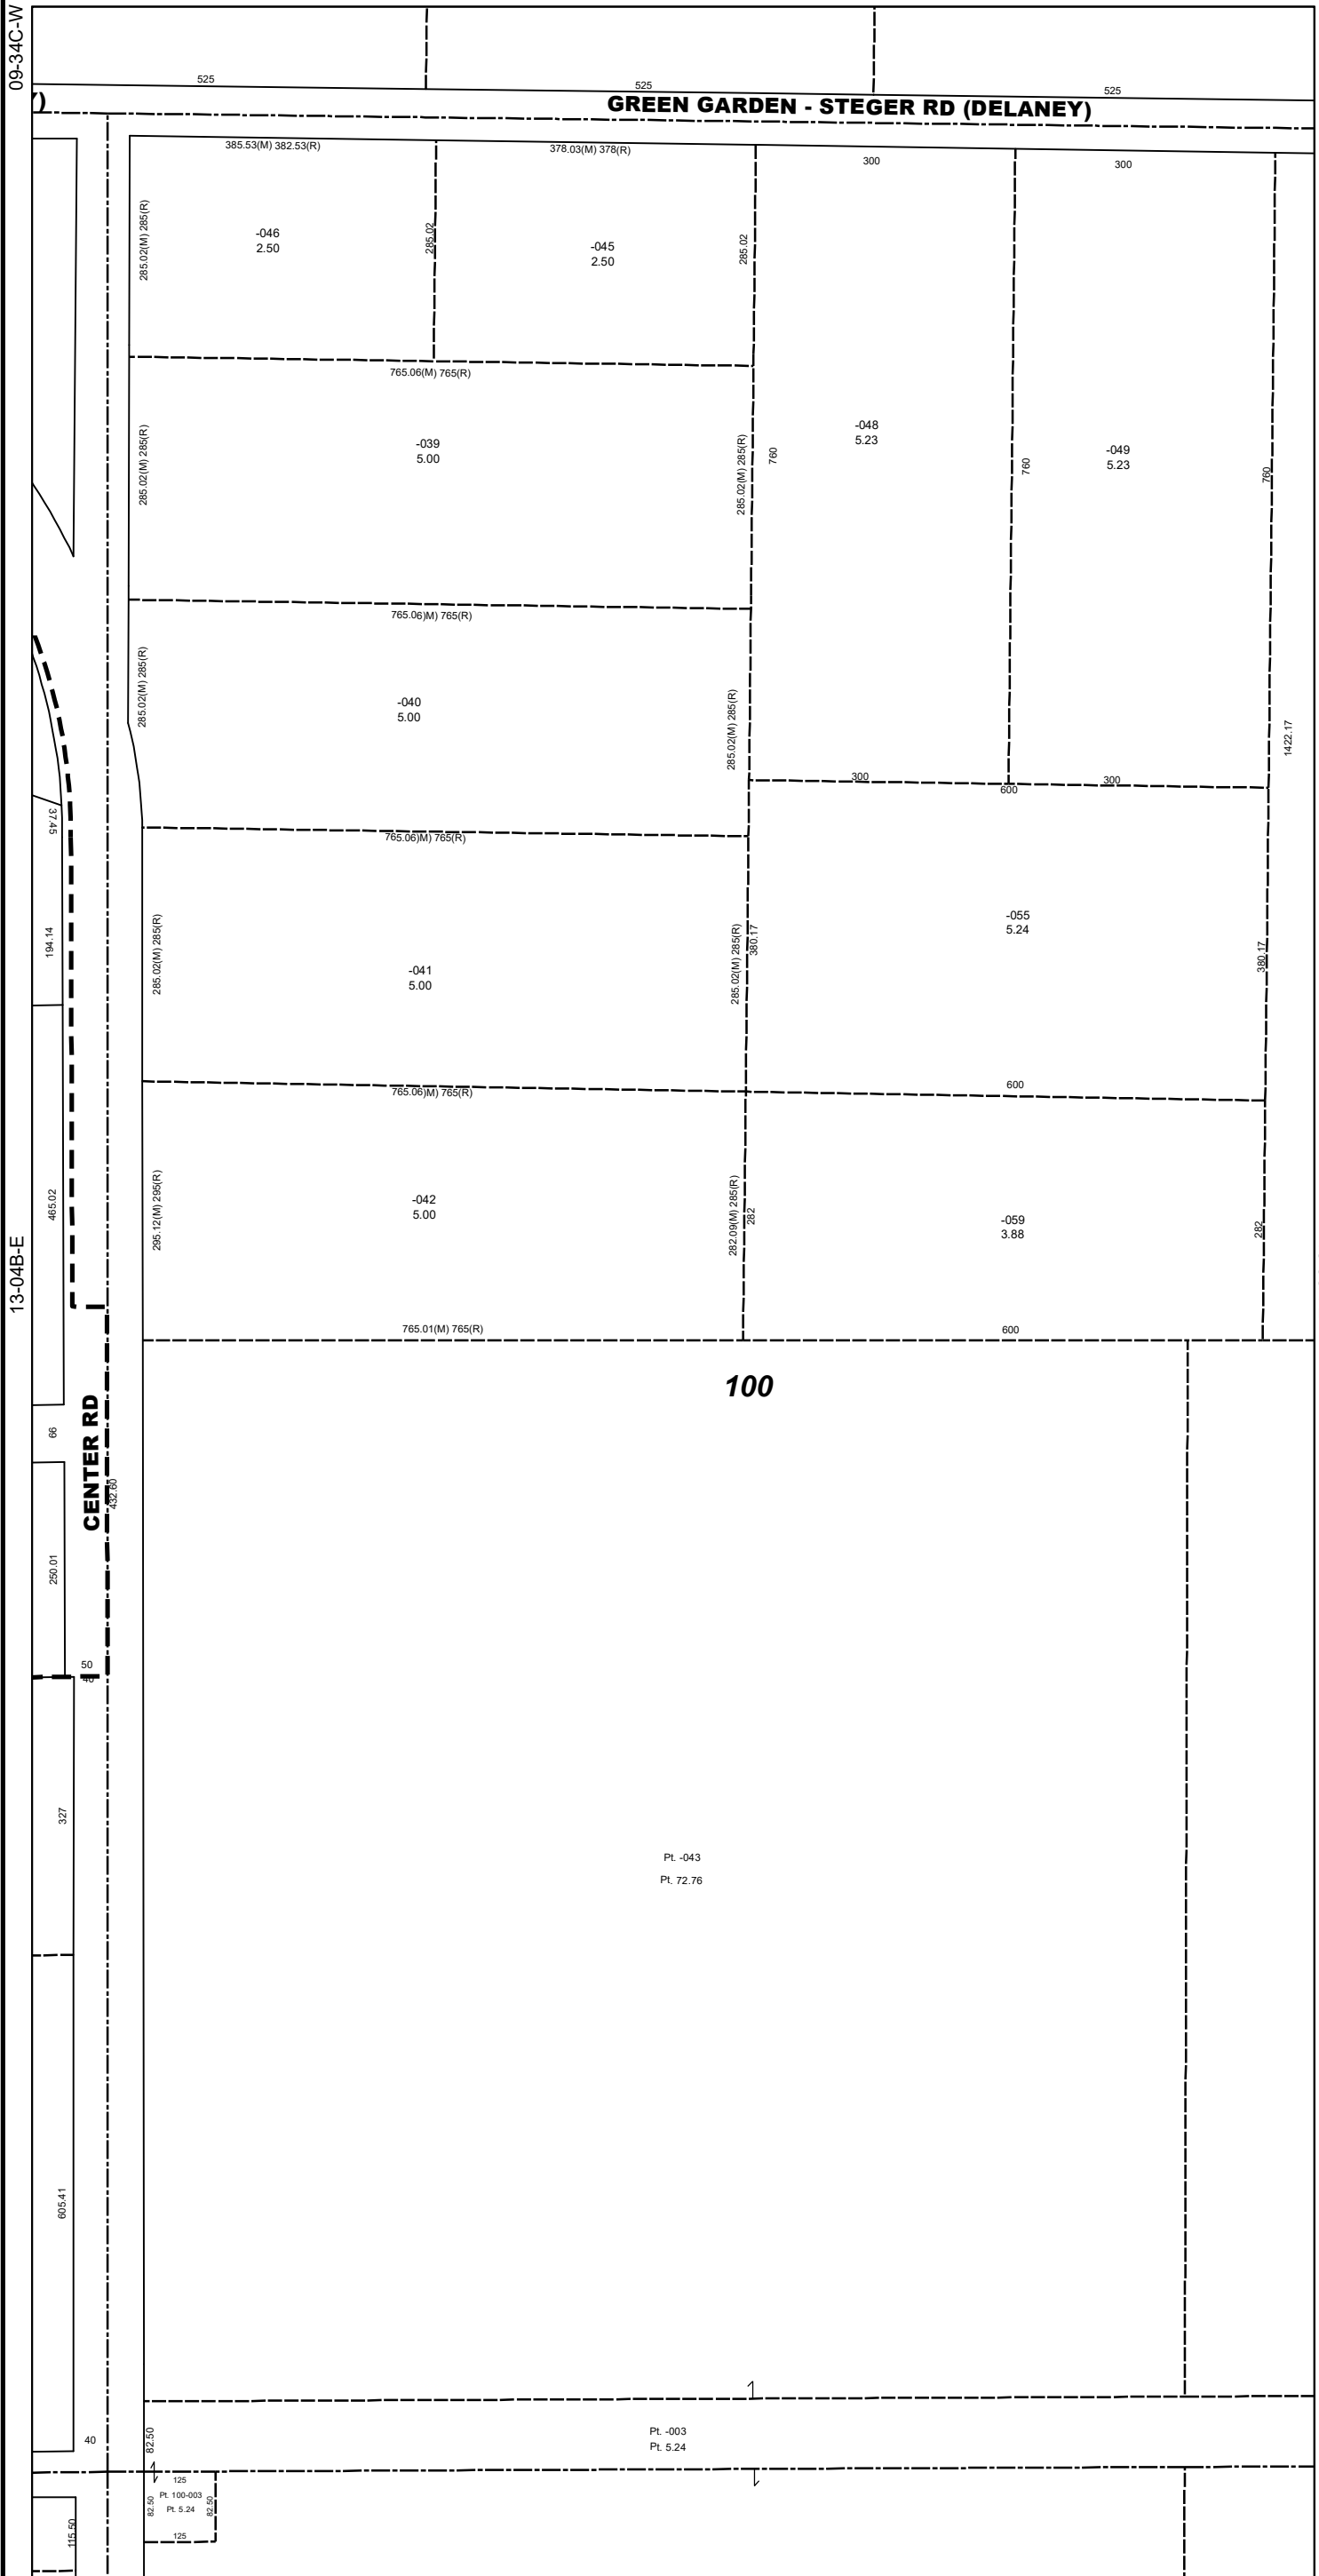 09-34C-W
525
525
525
Y)
GREEN GARDEN - STEGER RD (DELANEY)
385.53(M) 382.53(R)
378.03(M) 378(R)
300
300
285.02(M) 285(R)
-046
2.50
285.02
-045
2.50
285.02
765.06(M) 765(R)
285.02(M) 285(R)
-039
5.00
285.02(M) 285(R)
760
-048
5.23
760
-049
5.23
760
765.06)M) 765(R)
285.02(M) 285(R)
-040
5.00
285.02(M) 285(R)
1422.17
300
300
600
37.45
765.06)M) 765(R)
194.14
285.02(M) 285(R)
-041
5.00
285.02(M) 285(R)
380.17
-055
5.24
380.17
765.06)M) 765(R)
600
465.02
295.12(M) 295(R)
-042
5.00
282.09(M) 285(R)
282
-059
3.88
282
13-04B-E
765.01(M) 765(R)
600
100
66
CENTER RD
432.60
250.01
50
40
327
Pt. -043
Pt. 72.76
605.41
40
82.50
Pt. -003
Pt. 5.24
125
82.50
Pt. 100-003
Pt. 5.24
82.50
125
115.50